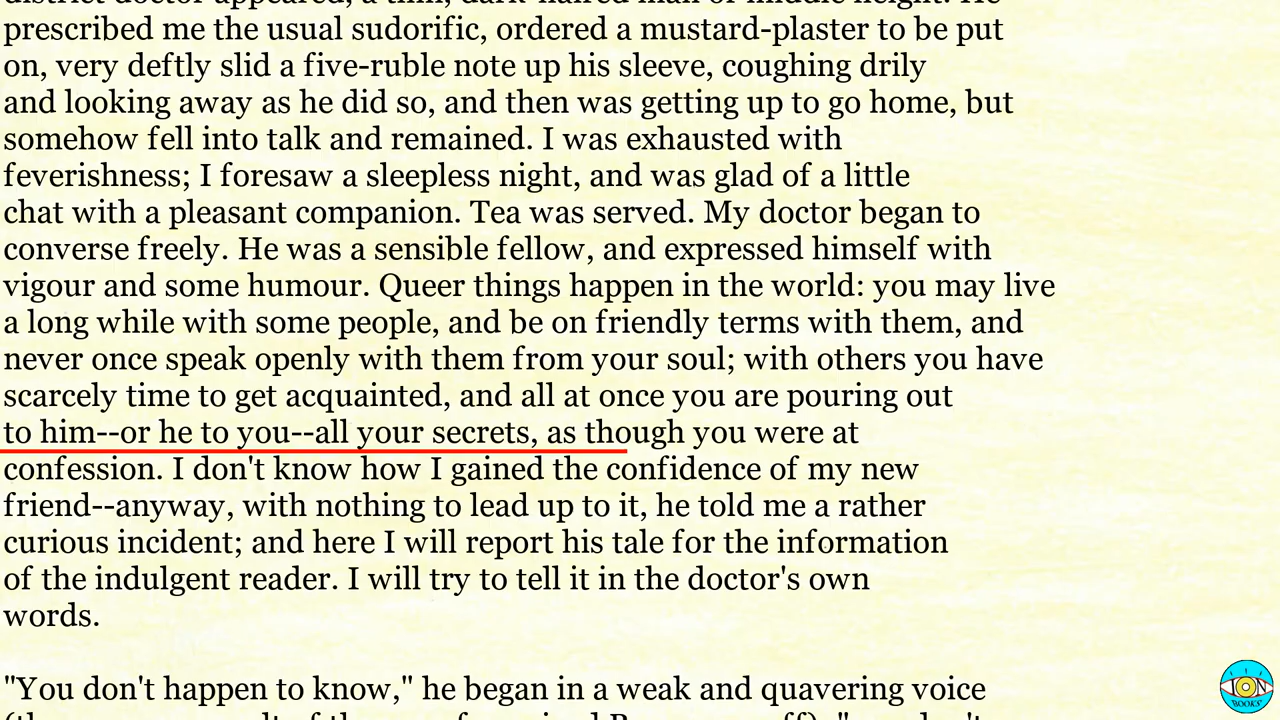 district doctor appeared, a thin, dark-haired man of middle height. He
prescribed me the usual sudorific, ordered a mustard-plaster to be put
on, very deftly slid a five-ruble note up his sleeve, coughing drily
and looking away as he did so, and then was getting up to go home, but
somehow fell into talk and remained. I was exhausted with
feverishness; I foresaw a sleepless night, and was glad of a little
chat with a pleasant companion. Tea was served. My doctor began to
converse freely. He was a sensible fellow, and expressed himself with
vigour and some humour. Queer things happen in the world: you may live
a long while with some people, and be on friendly terms with them, and
never once speak openly with them from your soul; with others you have
scarcely time to get acquainted, and all at once you are pouring out
to him--or he to you--all your secrets, as though you were at
confession. I don't know how I gained the confidence of my new
friend--anyway, with nothing to lead up to it, he told me a rather
curious incident; and here I will report his tale for the information
of the indulgent reader. I will try to tell it in the doctor's own
words.
"You don't happen to know," he began in a weak and quavering voice
ION
BOOKS